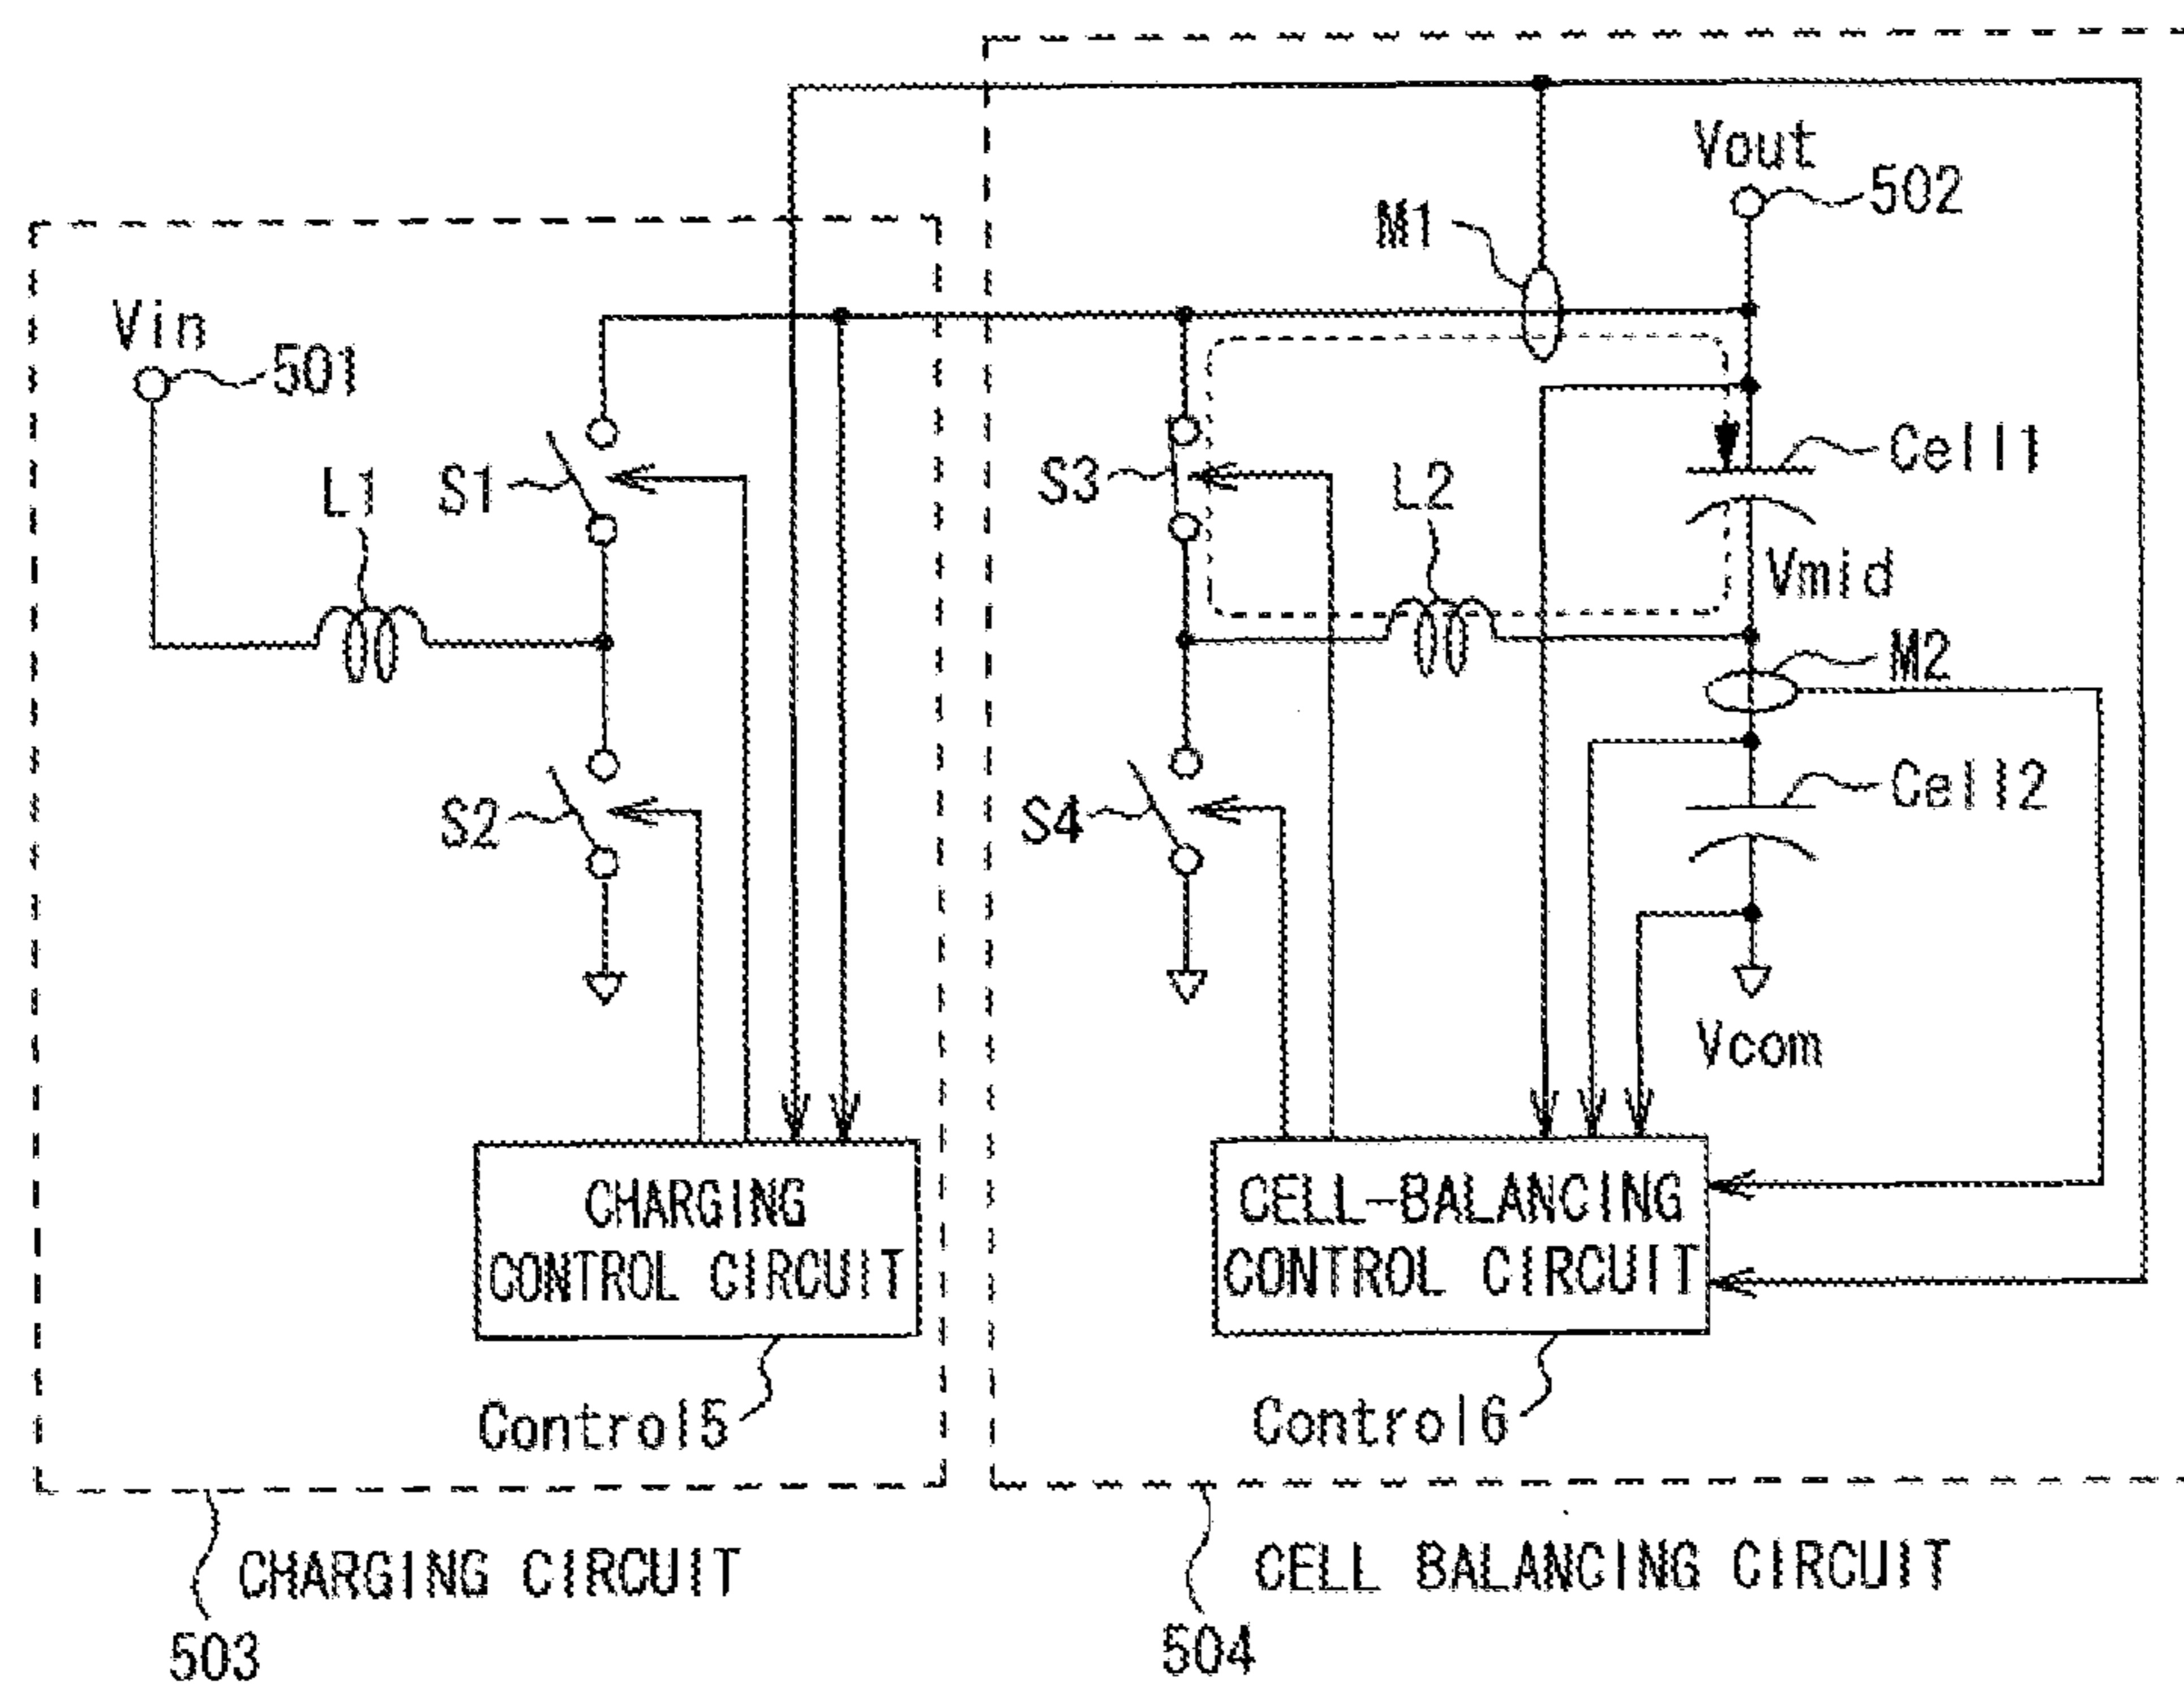 Vout
502
M1
Vin
501
Cell1
L1
S1
S3
L2
Vmid
M2
S2
S4
Cell2
Vcom
CHARGING
CONTROL CIRCUIT
CELL-BALANCING
CONTROL CIRCUIT
Control5
Control6
CHARGING CIRCUIT
CELL BALANCING CIRCUIT
503
504